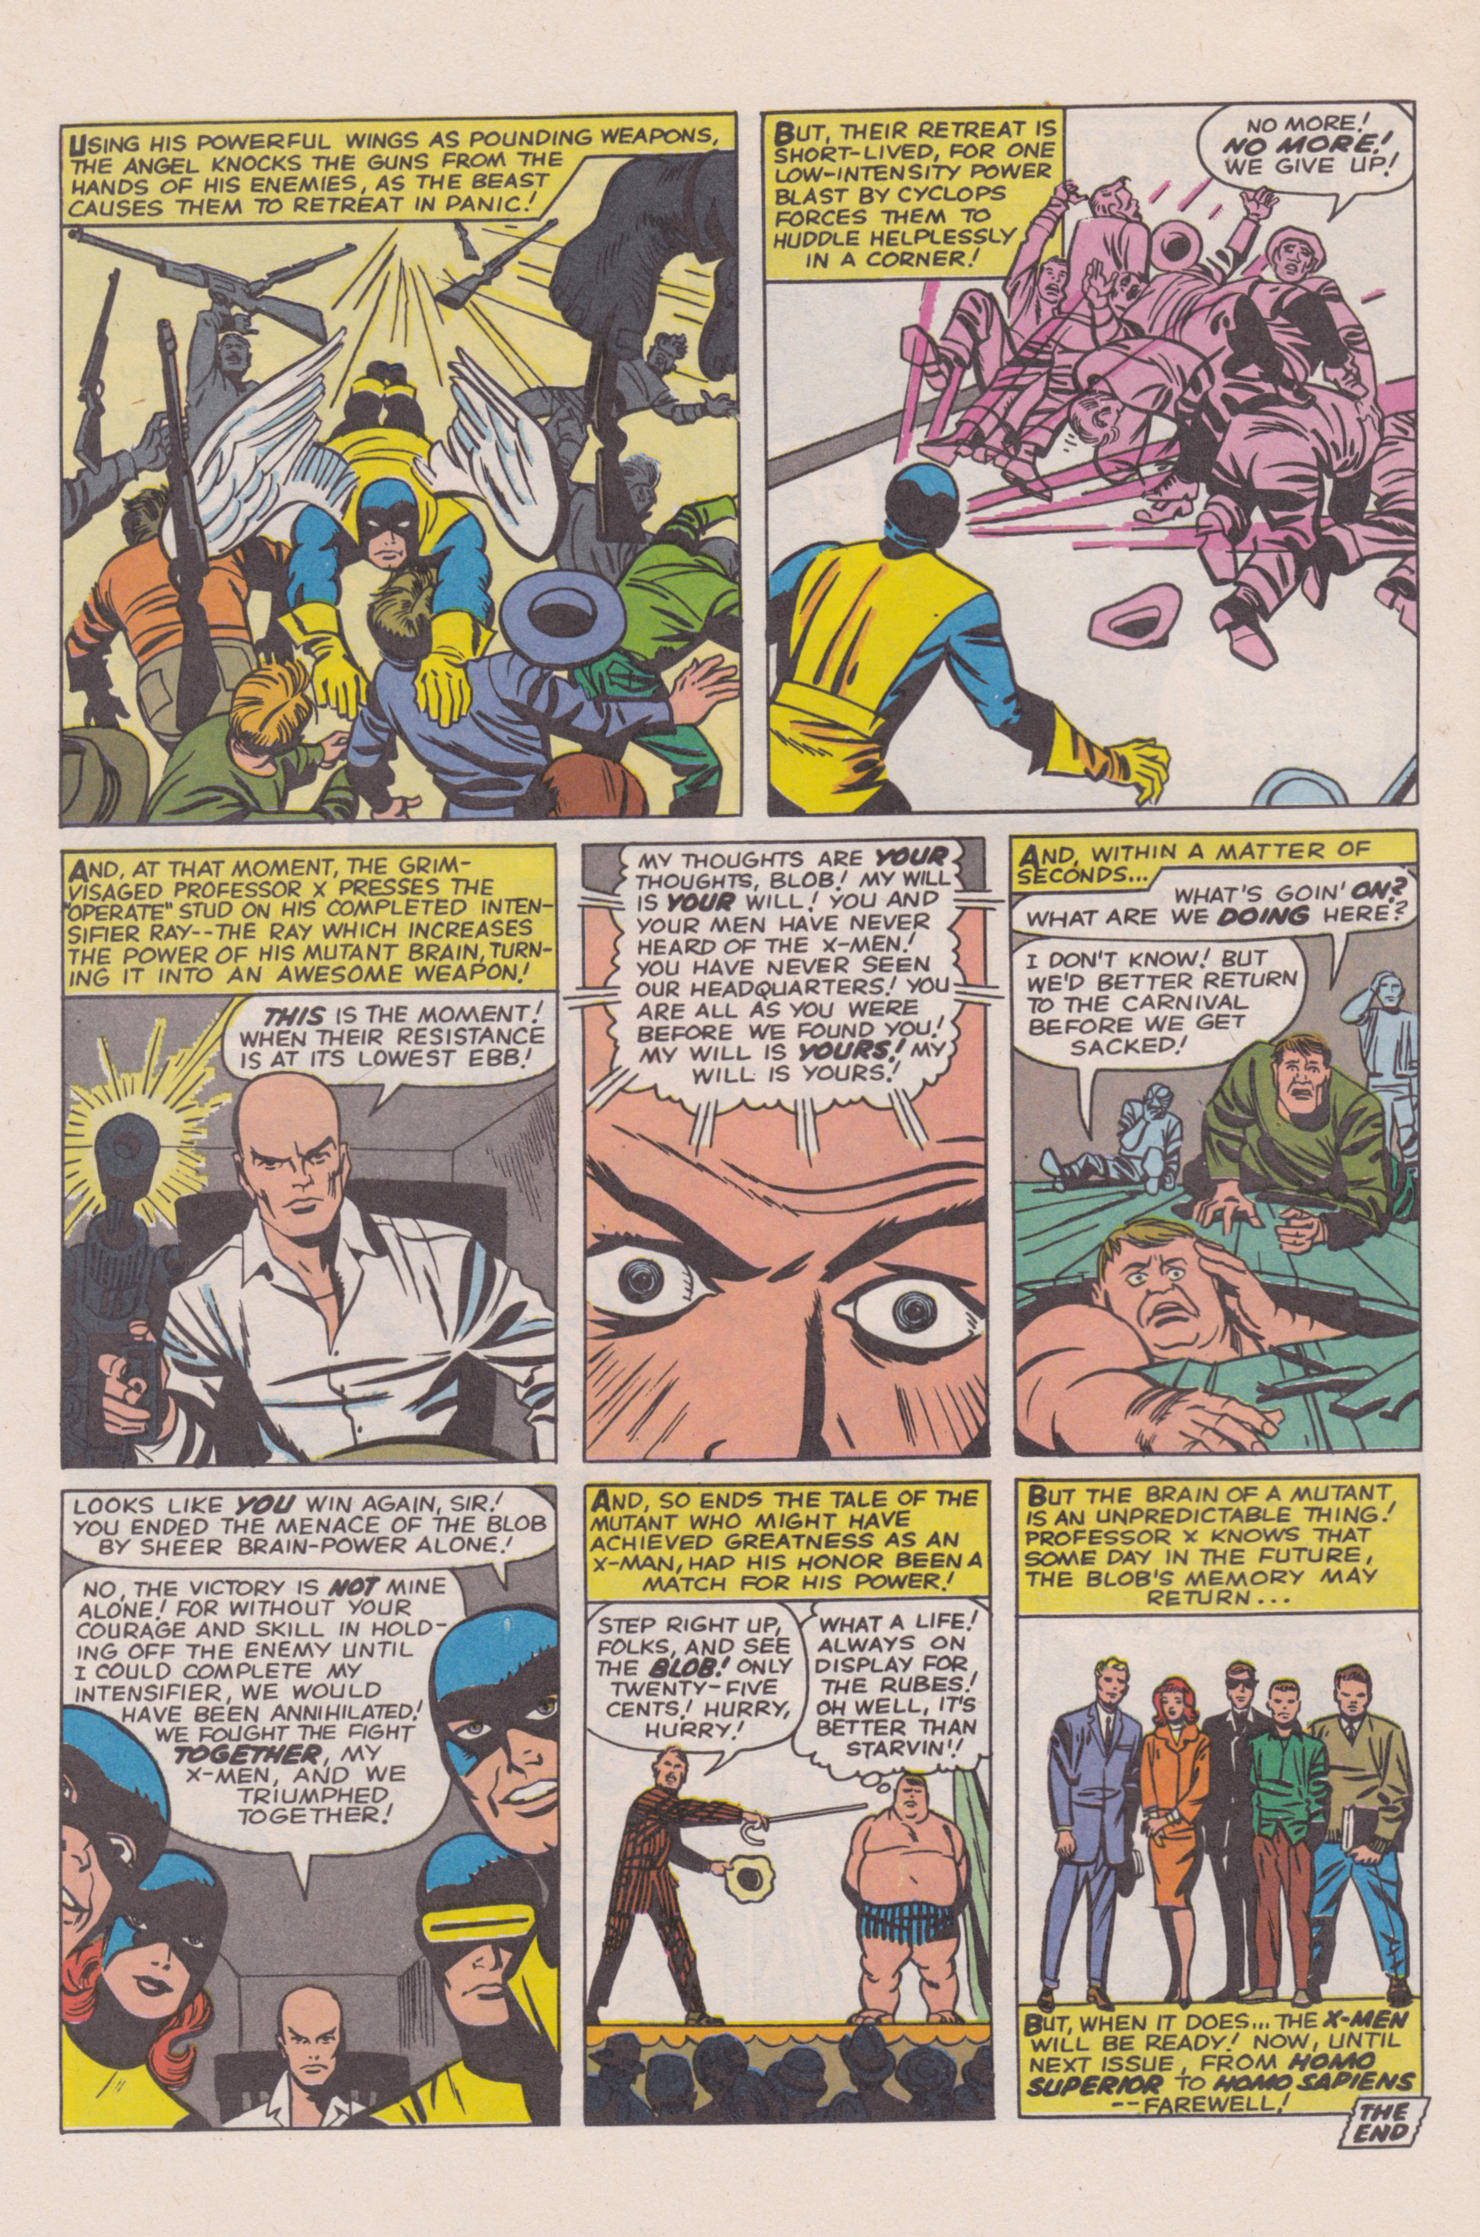 USING HIS POWERFUL WINGS AS POUNDING WEAPONS,
THE ANGEL KNOCKS THE GUNS FROM THE
HANDS OF HIS ENEMIES, AS THE BEAST
CAUSES THEM TO RETREAT IN PANIC!
BUT, THEIR RETREAT IS
SHORT-LIVED, FOR ONE
LOW-INTENSITY POWER
BLAST BY CYCLOPS
FORCES THEM TO
HUDDLE HELPLESSLY
IN A CORNER!
NO MORE!
NO MORE!
WE GIVE UP!
AND, AT THAT MOMENT, THE GRIM-
VISAGED PROFESSOR X PRESSES THE
"OPERATE" STUD ON HIS COMPLETED INTEN-
SIFIER RAY--THE RAY WHICH INCREASES
THE POWER OF HIS MUTANT BRAIN, TURN-
ING IT INTO AN AWESOME WEAPON!
THIS IS THE MOMENT!
WHEN THEIR RESISTANCE
IS AT ITS LOWEST EBB!
MY THOUGHTS ARE YOUR
THOUGHTS, BLOB! MY WILL
IS YOUR WILL! YOU AND
YOUR MEN HAVE NEVER
HEARD OF THE X-MEN!
YOU HAVE NEVER SEEN
OUR HEADQUARTERS! YOU
ARE ALL AS YOU WERE
BEFORE WE FOUND YOU!
MY WILL IS YOURS! MY
WILL IS YOURS!
AND, WITHIN A MATTER OF
SECONDS...
WHAT'S GOIN' ON?
WHAT ARE WE DOING HERE?
I DON'T KNOW! BUT
WE'D BETTER RETURN
TO THE CARNIVAL
BEFORE WE GET
SACKED!
LOOKS LIKE YOU WIN AGAIN, SIR!
YOU ENDED THE MENACE OF THE BLOB
BY SHEER BRAIN-POWER ALONE!
NO, THE VICTORY IS NOT MINE
ALONE! FOR WITHOUT YOUR
COURAGE AND SKILL IN HOLD-
ING OFF THE ENEMY UNTIL
I COULD COMPLETE MY
INTENSIFIER, WE WOULD
HAVE BEEN ANNIHILATED!
WE FOUGHT THE FIGHT
TOGETHER, MY
X-MEN, AND WE
TRIUMPHED
TOGETHER!
AND, SO ENDS THE TALE OF THE
MUTANT WHO MIGHT HAVE
ACHIEVED GREATNESS AS AN
X-MAN, HAD HIS HONOR BEEN A
MATCH FOR HIS POWER!
STEP RIGHT UP,
FOLKS, AND SEE
THE BLOB! ONLY
TWENTY-FIVE
CENTS! HURRY,
HURRY!
WHAT A LIFE!
ALWAYS ON
DISPLAY FOR
THE RUBES!
OH WELL, IT'S
BETTER THAN
STARVIN'!
BUT THE BRAIN OF A MUTANT
IS AN UNPREDICTABLE THING!
PROFESSOR X KNOWS THAT
SOME DAY IN THE FUTURE,
THE BLOB'S MEMORY MAY
RETURN...
BUT, WHEN IT DOES... THE X-MEN
WILL BE READY! NOW, UNTIL
NEXT ISSUE, FROM HOMO
SUPERIOR TO HOMO SAPIENS
--FAREWELL!
THE
END